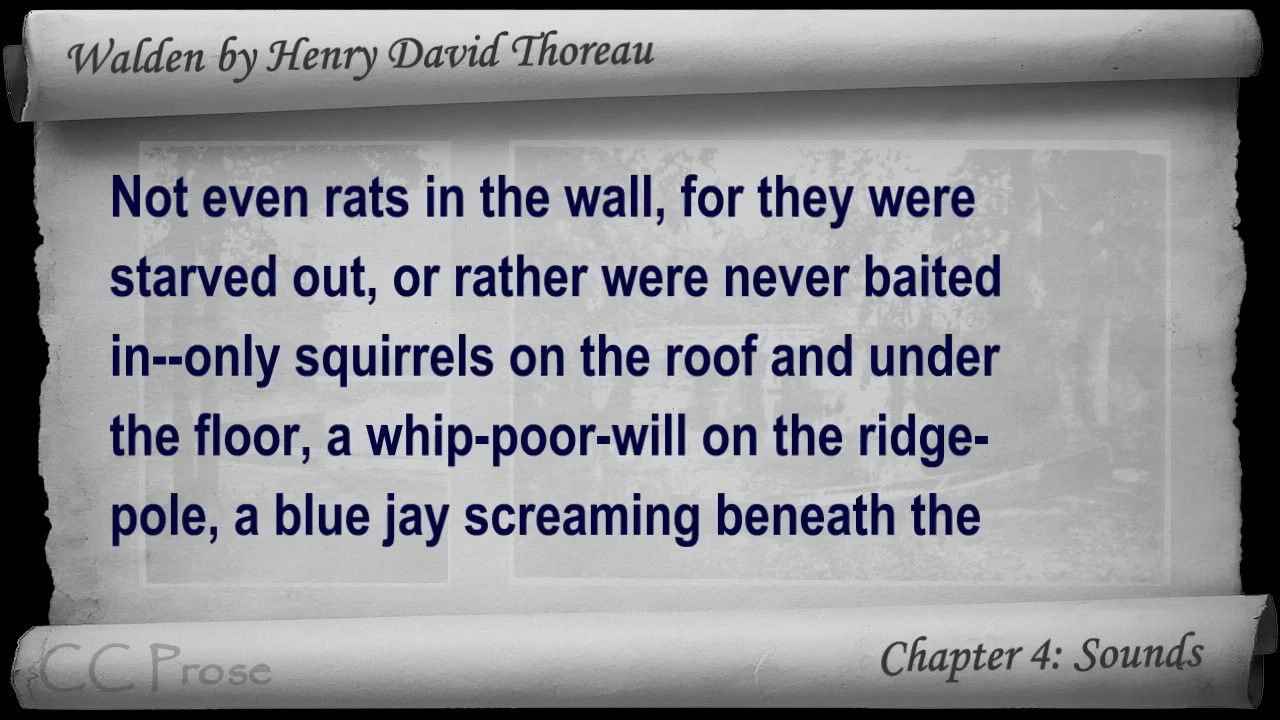 Walden by Henry David Thoreau
Not even rats in the wall, for they were
starved out, or rather were never baited
in--only squirrels on the roof and under
the floor, a whip-poor-will on the ridge-
pole, a blue jay screaming beneath the
CC Prose
Chapter 4: Sounds